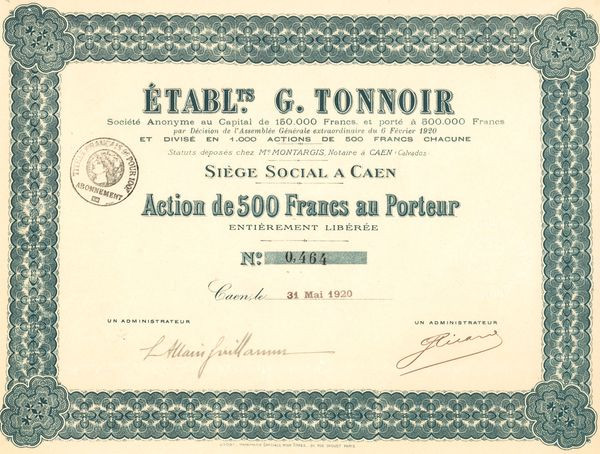 ÉTABL.TS G. TONNOIR
Société Anonyme au Capital de 150.000 Francs, et porté à 500.000 Francs
par Décision de l'Assemblée Générale extraordinaire du 6 Février 1920
ET DIVISÉ EN 1.000 ACTIONS DE 500 FRANCS CHACUNE
Statuts déposés chez Me MONTARGIS, Notaire à CAEN (Calvados)
SIÈGE SOCIAL A CAEN
ABONNEMENT
Action de 500 Francs au Porteur
ENTIÈREMENT LIBÉRÉE
No. 0,464
Caen, le 31 Mai 1920
UN ADMINISTRATEUR
UN ADMINISTRATEUR